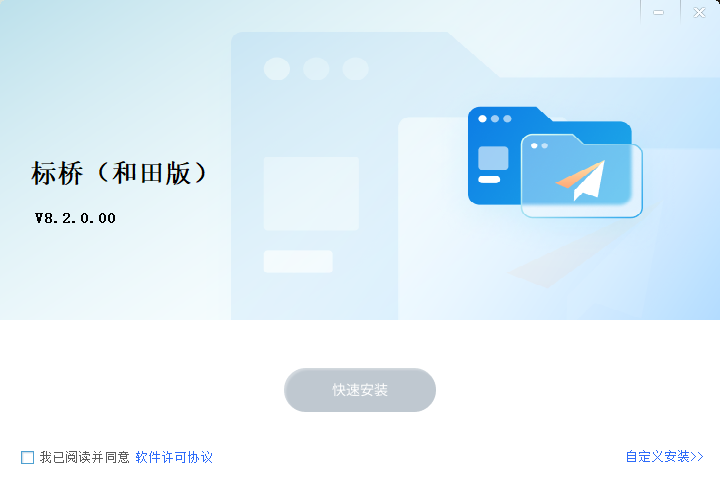 标桥（和田版）
V8.2.0.00
快速安装
我已阅读并同意 软件许可协议
自定义安装>>